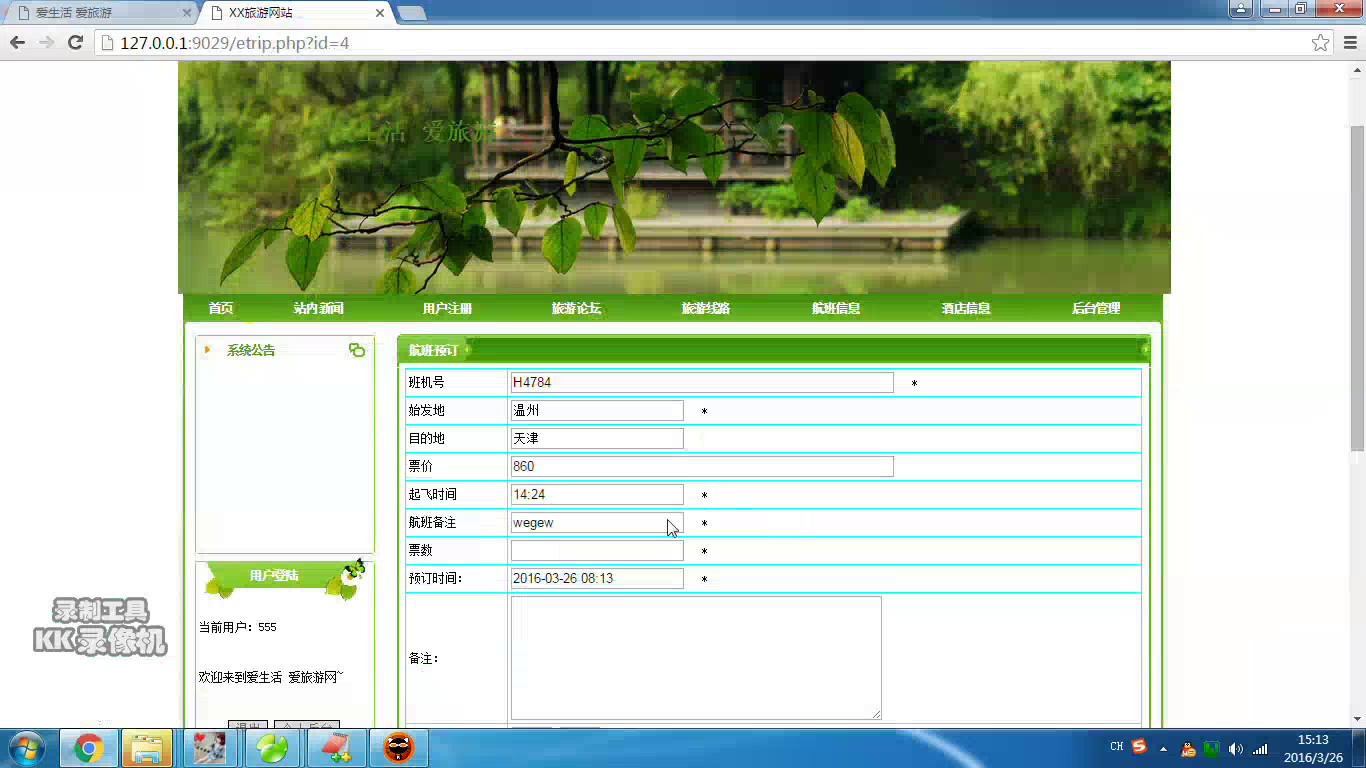 爱生活 爱旅游
XX旅游网站
127.0.0.1:9029/etrip.php?id=4
生活 爱旅游
首页 站内新闻 用户注册 旅游论坛 旅游线路 航班信息 酒店信息 后台管理
系统公告
航班预订
班机号 H4784 *
始发地 温州 *
目的地 天津
票价 860
起飞时间 14:24 *
航班备注 wegew *
票数 *
预订时间: 2016-03-26 08:13 *
备注:
用户登陆
当前用户: 555
欢迎来到爱生活 爱旅游网~
退出 个人后台
录制工具
KK录像机
CH
15:13
2016/3/26